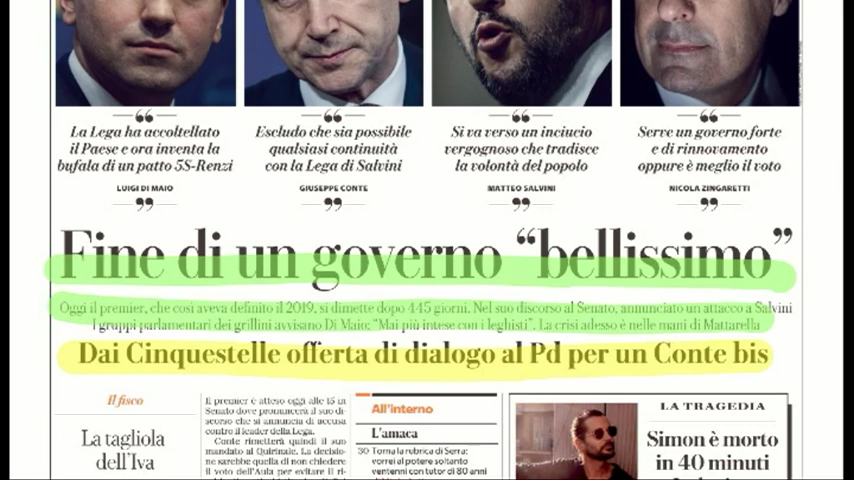 ❝
La Lega ha accoltellato
il Paese e ora inventa la
bufala di un patto 5S-Renzi
LUIGI DI MAIO
❞
❝
Escludo che sia possibile
qualsiasi continuità
con la Lega di Salvini
GIUSEPPE CONTE
❞
❝
Si va verso un inciucio
vergognoso che tradisce
la volontà del popolo
MATTEO SALVINI
❞
❝
Serve un governo forte
e di rinnovamento
oppure è meglio il voto
NICOLA ZINGARETTI
❞
Fine di un governo “bellissimo”
Oggi il premier, che così aveva definito il 2019, si dimette dopo 445 giorni. Nel suo discorso al Senato, annunciato un attacco a Salvini
I gruppi parlamentari dei grillini avvisano Di Maio: “Mai più intese con i leghisti”. La crisi adesso è nelle mani di Mattarella
Dai Cinquestelle offerta di dialogo al Pd per un Conte bis
Il fisco
La tagliola
dell’Iva
Il premier è atteso oggi alle 15 in
Senato dove pronuncerà il suo di-
scorso che si annuncia di accusa
contro il leader della Lega.
Conte rimetterà quindi il suo
mandato al Quirinale. La decisio-
ne sarebbe quella di non chiedere
il voto dell’Aula per evitare il ri-
All’interno
L’amaca
30 Torna la rubrica di Serra:
vorrei al potere soltanto
ventenni con tutor di 80 anni
LA TRAGEDIA
Simon è morto
in 40 minuti